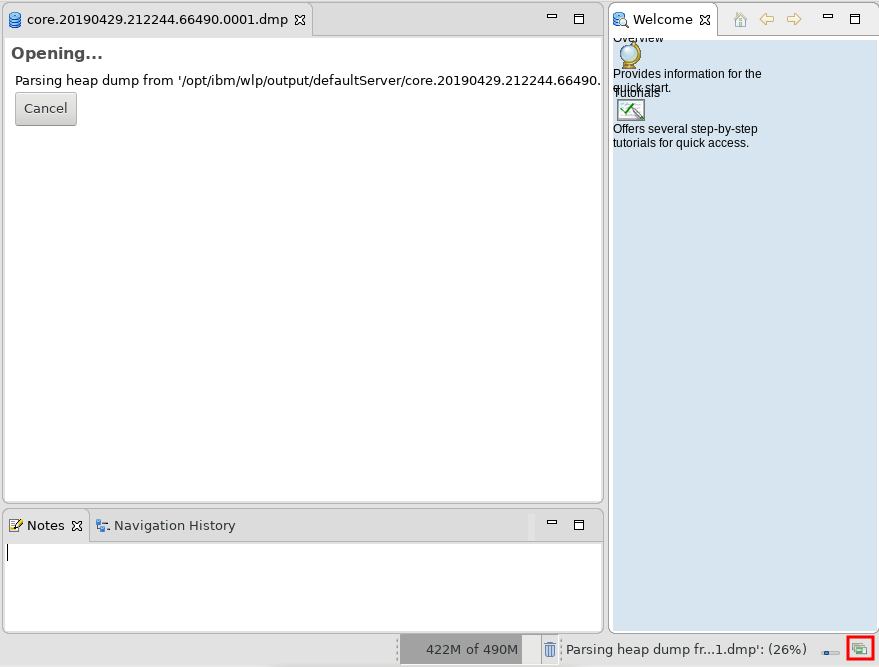 core.20190429.212244.66490.0001.dmp
Opening...
Parsing heap dump from '/opt/ibm/wlp/output/defaultServer/core.20190429.212244.66490.
Cancel
Welcome
Overview
Provides information for the
quick start.
Tutorials
Offers several step-by-step
tutorials for quick access.
Notes
Navigation History
422M of 490M
Parsing heap dump fr...1.dmp': (26%)